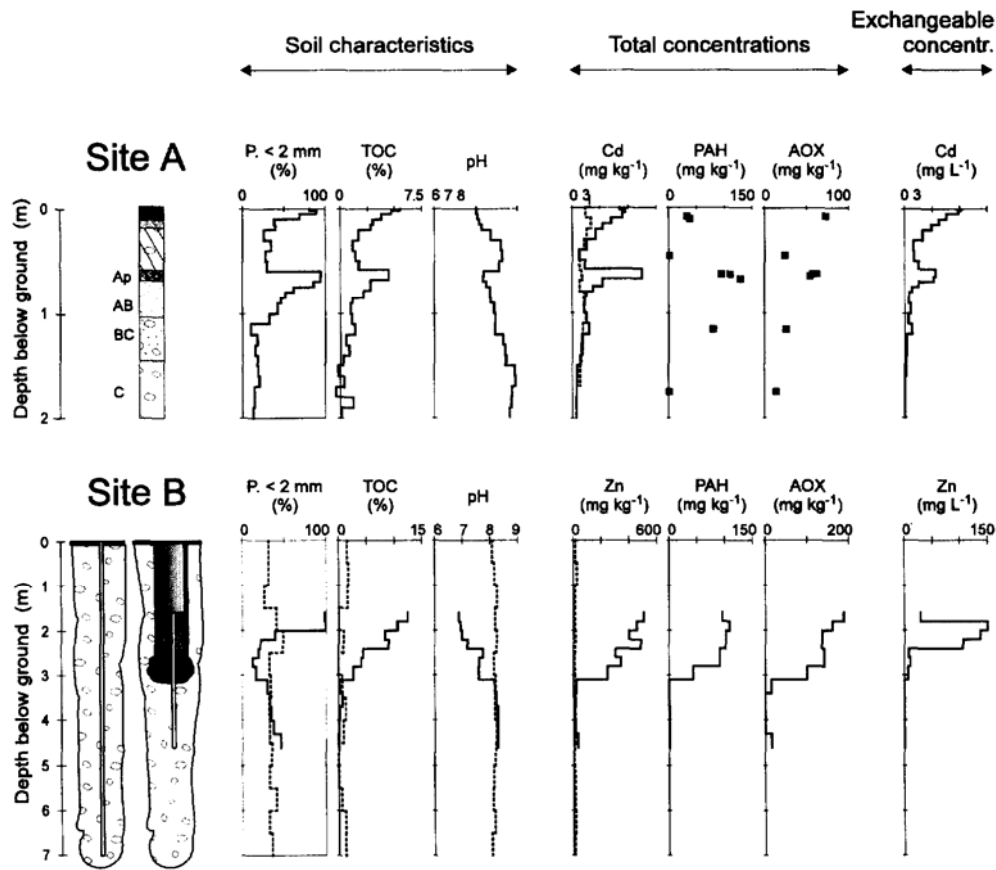 Soil characteristics
Total concentrations
Exchangeable
concentr.
Site A
P. < 2 mm
(%)
TOC
(%)
pH
Cd
(mg kg-1)
PAH
(mg kg-1)
AOX
(mg kg-1)
Cd
(mg L-1)
0 100 0 7.5 6 7 8 0 3 0 150 0 100 0 3
Depth below ground (m)
0
1
2
Ap
AB
BC
C
Site B
P. < 2 mm
(%)
TOC
(%)
pH
Zn
(mg kg-1)
PAH
(mg kg-1)
AOX
(mg kg-1)
Zn
(mg L-1)
0 100 0 15 6 7 8 9 0 600 0 150 0 200 0 150
Depth below ground (m)
0
1
2
3
4
5
6
7